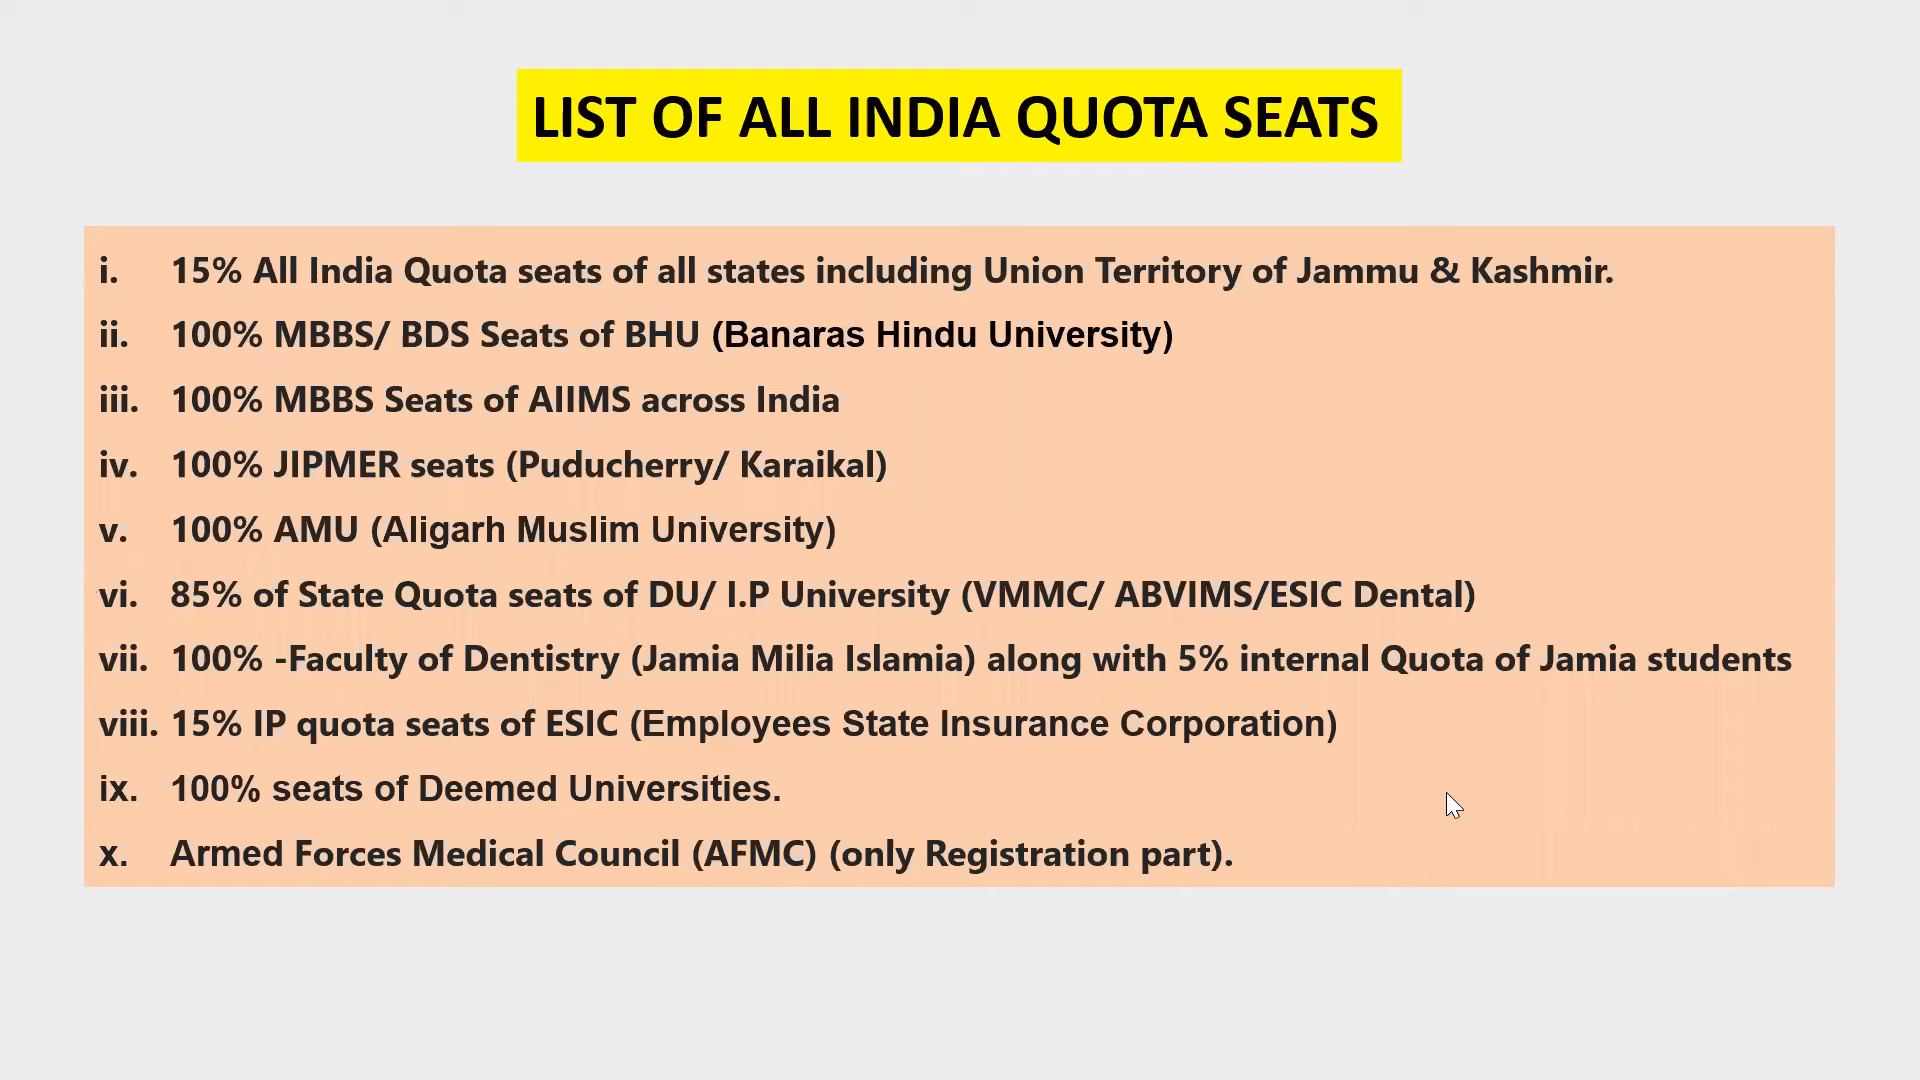 LIST OF ALL INDIA QUOTA SEATS
i. 15% All India Quota seats of all states including Union Territory of Jammu & Kashmir.
ii. 100% MBBS/ BDS Seats of BHU (Banaras Hindu University)
iii. 100% MBBS Seats of AIIMS across India
iv. 100% JIPMER seats (Puducherry/ Karaikal)
v. 100% AMU (Aligarh Muslim University)
vi. 85% of State Quota seats of DU/ I.P University (VMMC/ ABVIMS/ESIC Dental)
vii. 100% -Faculty of Dentistry (Jamia Milia Islamia) along with 5% internal Quota of Jamia students
viii. 15% IP quota seats of ESIC (Employees State Insurance Corporation)
ix. 100% seats of Deemed Universities.
x. Armed Forces Medical Council (AFMC) (only Registration part).